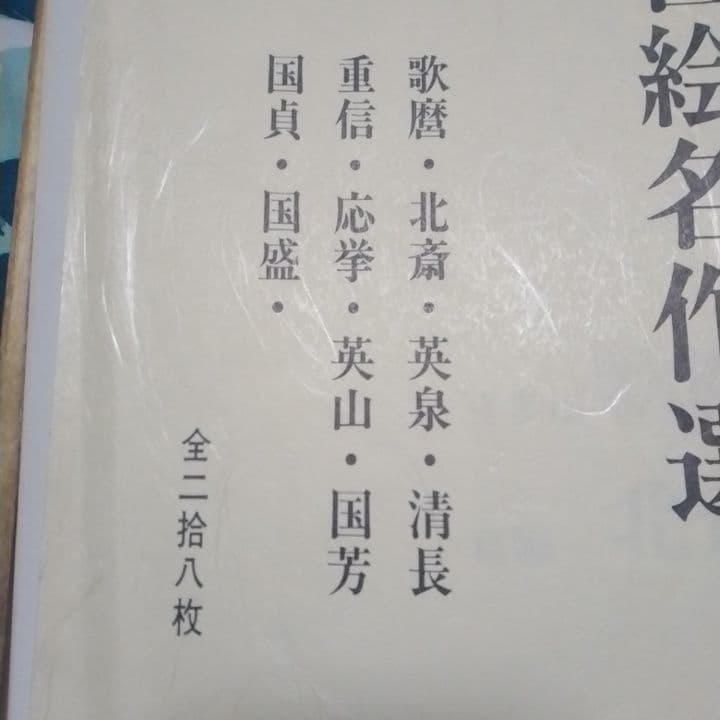 絵名作選
歌麿・北斎・英泉・清長
重信・応挙・英山・国芳
国貞・国盛・
全二拾八枚